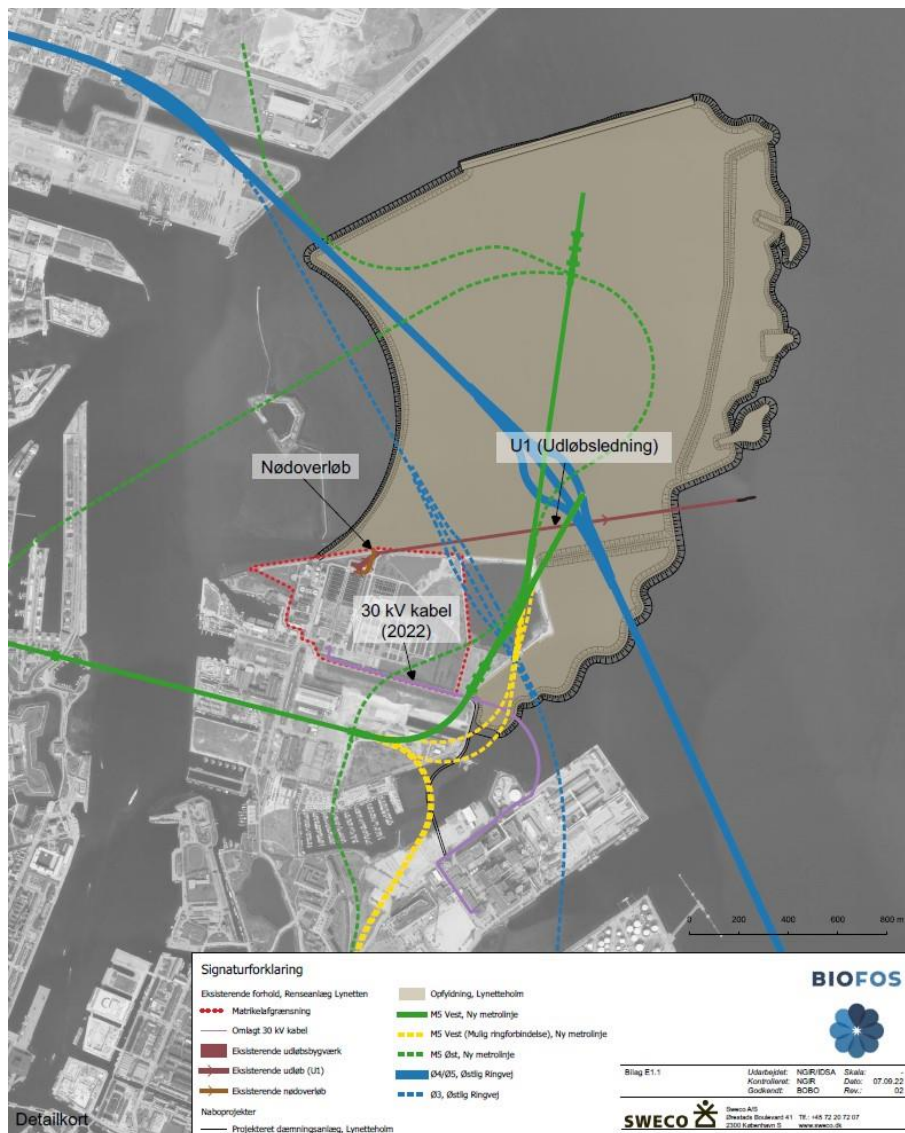 U1 (Udløbsledning)
Nødoverløb
30 kV kabel
(2022)
0 200 400 600 800 m
Signaturforklaring
Eksisterende forhold, Renseanlæg Lynetten
Matrikelafgrænsning
Omlagt 30 kV kabel
Eksisterende udløbsbygværk
Eksisterende udløb (U1)
Eksisterende nødoverløb
Naboprojekter
Projekteret dæmningsanlæg, Lynetteholm
Opfyldning, Lynetteholm
M5 Vest, Ny metrolinje
M5 Vest (Mulig ringforbindelse), Ny metrolinje
M5 Øst, Ny metrolinje
Ø4/Ø5, Østlig Ringvej
Ø3, Østlig Ringvej
BIOFOS
Bilag E1.1
Udarbejdet: NGIR/IDSA Skala: -
Kontrolleret: NGIR Dato: 07.09.22
Godkendt: BOBO Rev.: 02
SWECO
Sweco A/S
Ørestads Boulevard 41 Tlf.: +45 72 20 72 07
2300 København S www.sweco.dk
Detailkort